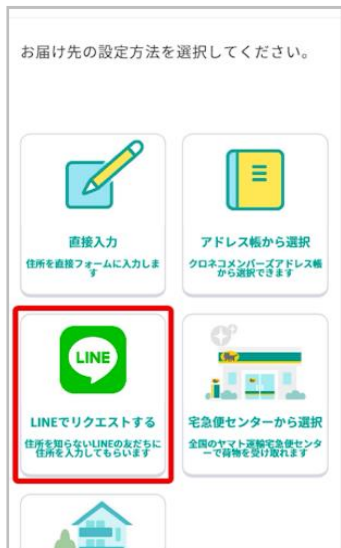 お届け先の設定方法を選択してください。
直接入力
住所を直接フォームに入力しま
す
アドレス帳から選択
クロネコメンバーズアドレス帳
から選択できます
LINE
LINEでリクエストする
住所を知らないLINEの友だちに
住所を入力してもらいます
宅急便センターから選択
全国のヤマト運輸宅急便センタ
ーで荷物を受け取れます